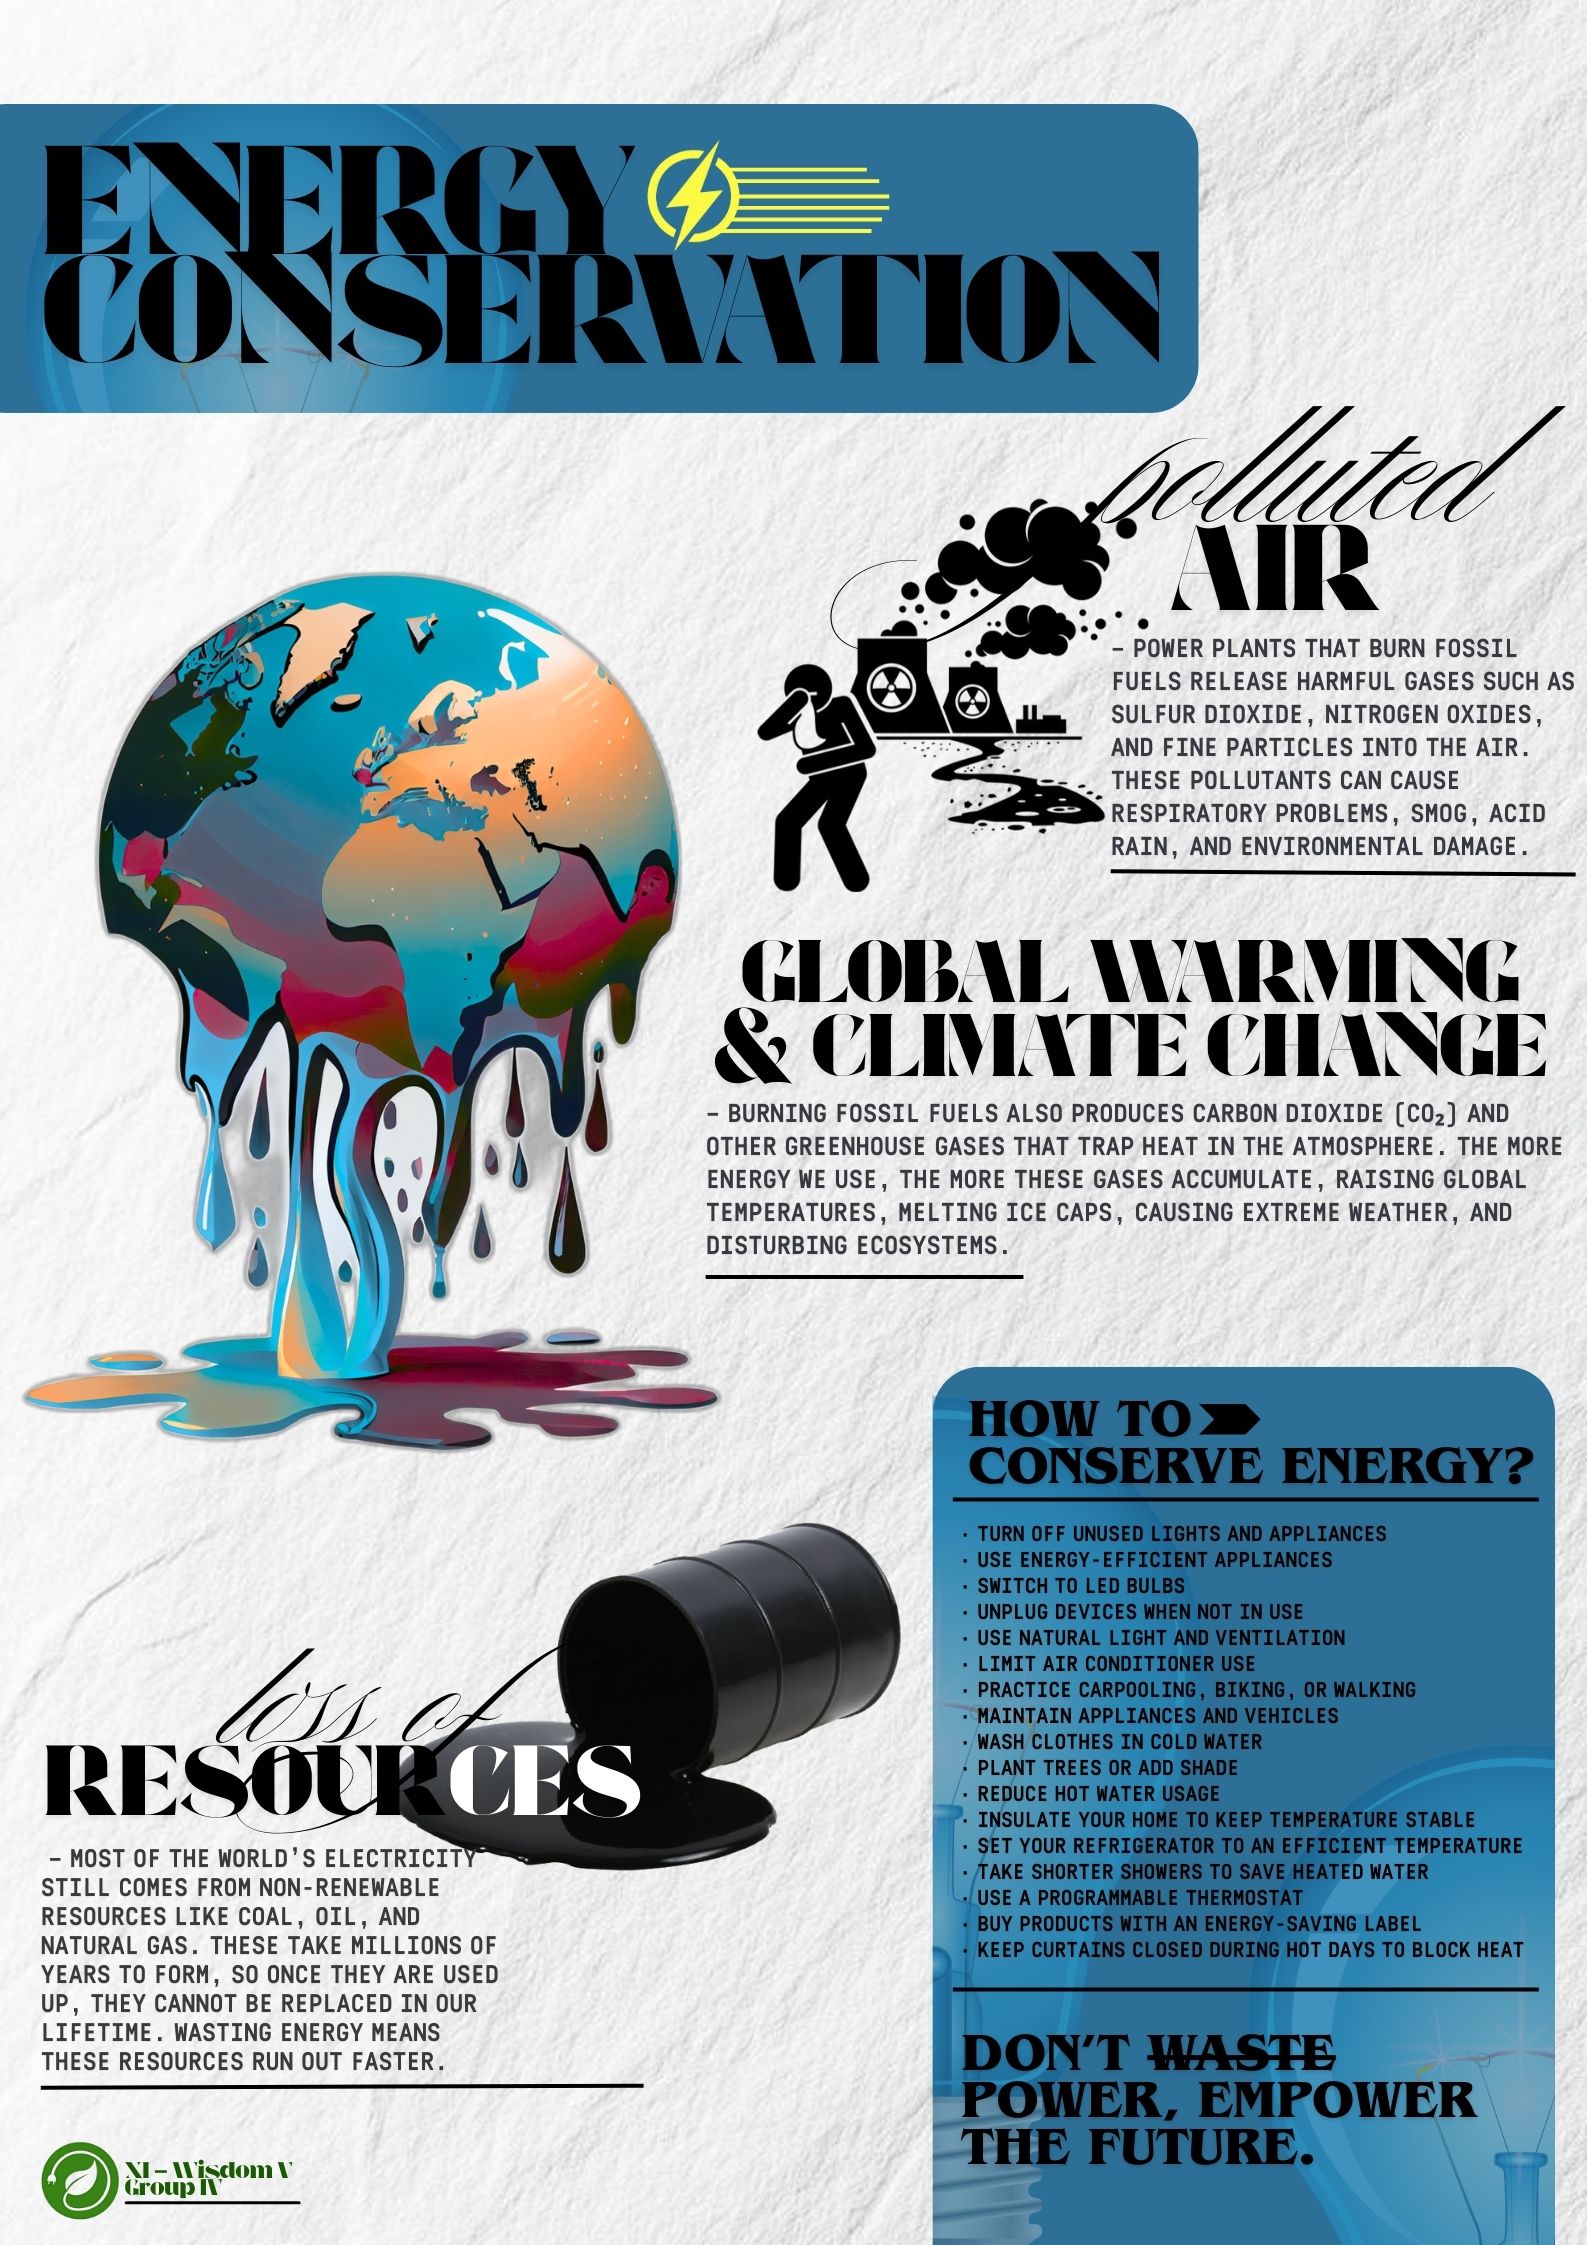 ENERGY
CONSERVATION
polluted
AIR
– POWER PLANTS THAT BURN FOSSIL
FUELS RELEASE HARMFUL GASES SUCH AS
SULFUR DIOXIDE, NITROGEN OXIDES,
AND FINE PARTICLES INTO THE AIR.
THESE POLLUTANTS CAN CAUSE
RESPIRATORY PROBLEMS, SMOG, ACID
RAIN, AND ENVIRONMENTAL DAMAGE.
GLOBAL WARMING
& CLIMATE CHANGE
– BURNING FOSSIL FUELS ALSO PRODUCES CARBON DIOXIDE (CO₂) AND
OTHER GREENHOUSE GASES THAT TRAP HEAT IN THE ATMOSPHERE. THE MORE
ENERGY WE USE, THE MORE THESE GASES ACCUMULATE, RAISING GLOBAL
TEMPERATURES, MELTING ICE CAPS, CAUSING EXTREME WEATHER, AND
DISTURBING ECOSYSTEMS.
loss of
RESOURCES
– MOST OF THE WORLD'S ELECTRICITY
STILL COMES FROM NON-RENEWABLE
RESOURCES LIKE COAL, OIL, AND
NATURAL GAS. THESE TAKE MILLIONS OF
YEARS TO FORM, SO ONCE THEY ARE USED
UP, THEY CANNOT BE REPLACED IN OUR
LIFETIME. WASTING ENERGY MEANS
THESE RESOURCES RUN OUT FASTER.
HOW TO
CONSERVE ENERGY?
· TURN OFF UNUSED LIGHTS AND APPLIANCES
· USE ENERGY-EFFICIENT APPLIANCES
· SWITCH TO LED BULBS
· UNPLUG DEVICES WHEN NOT IN USE
· USE NATURAL LIGHT AND VENTILATION
· LIMIT AIR CONDITIONER USE
· PRACTICE CARPOOLING, BIKING, OR WALKING
· MAINTAIN APPLIANCES AND VEHICLES
· WASH CLOTHES IN COLD WATER
· PLANT TREES OR ADD SHADE
· REDUCE HOT WATER USAGE
· INSULATE YOUR HOME TO KEEP TEMPERATURE STABLE
· SET YOUR REFRIGERATOR TO AN EFFICIENT TEMPERATURE
· TAKE SHORTER SHOWERS TO SAVE HEATED WATER
· USE A PROGRAMMABLE THERMOSTAT
· BUY PRODUCTS WITH AN ENERGY-SAVING LABEL
· KEEP CURTAINS CLOSED DURING HOT DAYS TO BLOCK HEAT
DON'T WASTE
POWER, EMPOWER
THE FUTURE.
XI – Wisdom V
Group IV